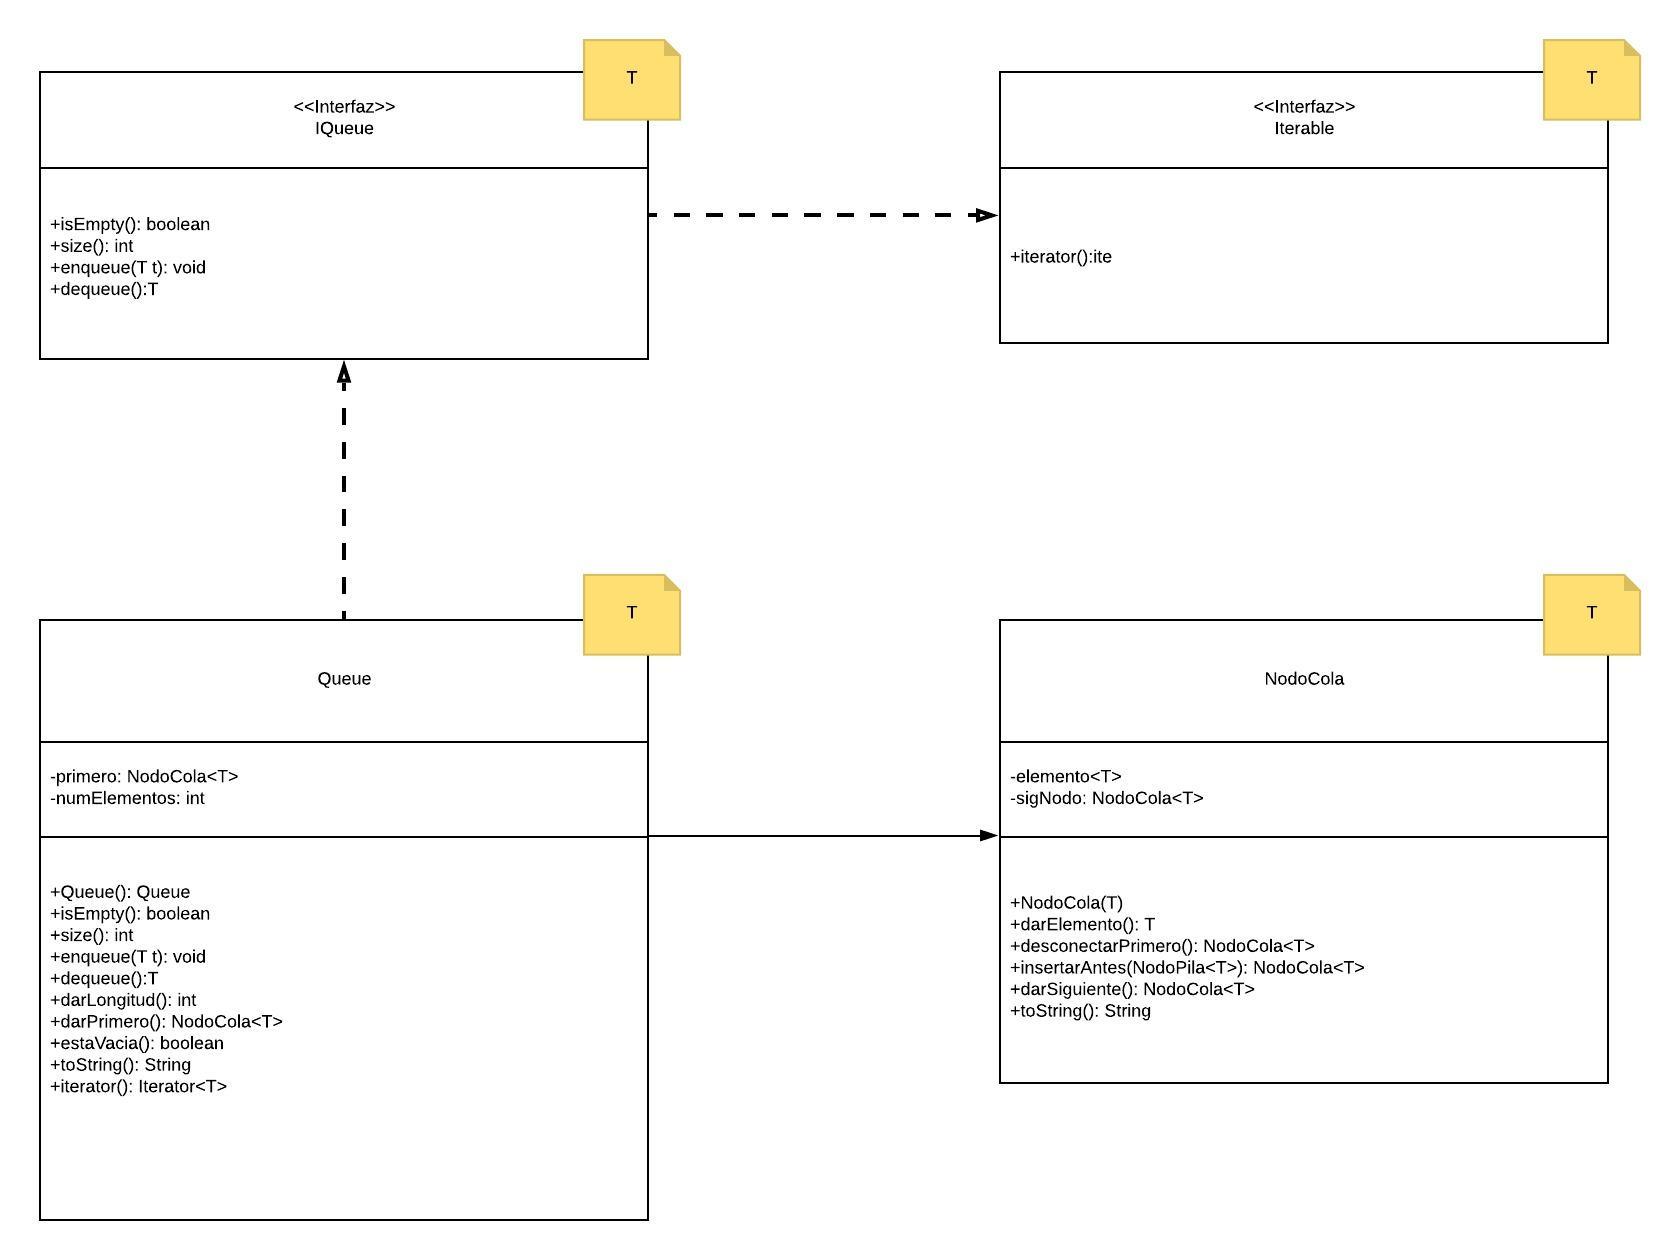 T
<<Interfaz>>
IQueue
+isEmpty(): boolean
+size(): int
+enqueue(T t): void
+dequeue():T
T
<<Interfaz>>
Iterable
+iterator():ite
T
Queue
-primero: NodoCola<T>
-numElementos: int
+Queue(): Queue
+isEmpty(): boolean
+size(): int
+enqueue(T t): void
+dequeue():T
+darLongitud(): int
+darPrimero(): NodoCola<T>
+estaVacia(): boolean
+toString(): String
+iterator(): Iterator<T>
T
NodoCola
-elemento<T>
-sigNodo: NodoCola<T>
+NodoCola(T)
+darElemento(): T
+desconectarPrimero(): NodoCola<T>
+insertarAntes(NodoPila<T>): NodoCola<T>
+darSiguiente(): NodoCola<T>
+toString(): String